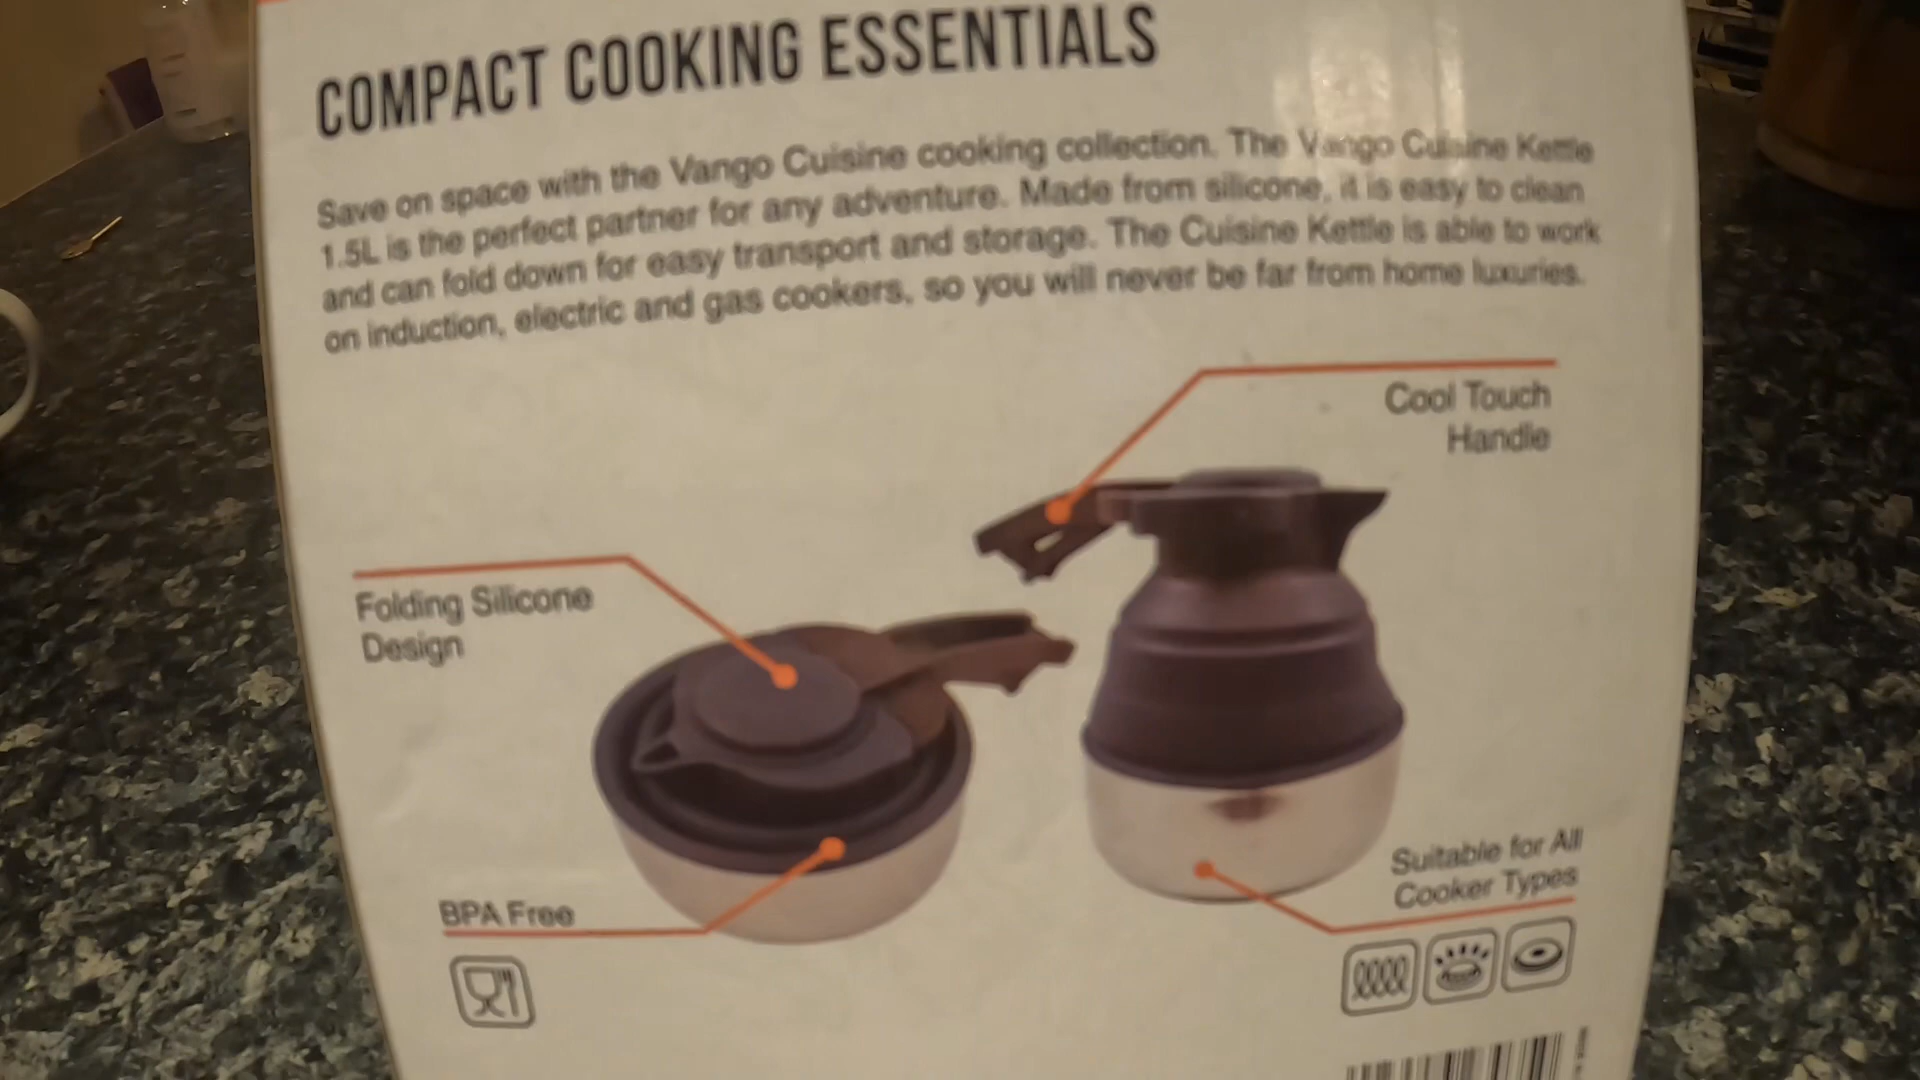 COMPACT COOKING ESSENTIALS
Save on space with the Vango Cuisine cooking collection. The Vango Cuisine Kettle
1.5L is the perfect partner for any adventure. Made from silicone, it is easy to clean
and can fold down for easy transport and storage. The Cuisine Kettle is able to work
on induction, electric and gas cookers, so you will never be far from home luxuries.
Cool Touch
Handle
Folding Silicone
Design
Suitable for All
Cooker Types
BPA Free